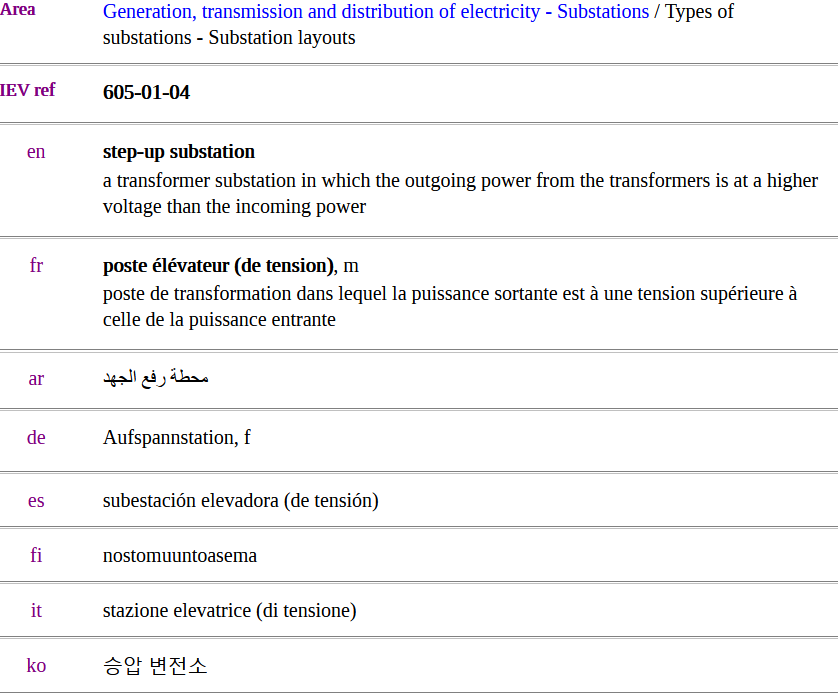 Area Generation, transmission and distribution of electricity - Substations / Types of
substations - Substation layouts
IEV ref 605-01-04
en step-up substation
a transformer substation in which the outgoing power from the transformers is at a higher
voltage than the incoming power
fr poste élévateur (de tension), m
poste de transformation dans lequel la puissance sortante est à une tension supérieure à
celle de la puissance entrante
ar محطة رفع الجهد
de Aufspannstation, f
es subestación elevadora (de tensión)
fi nostomuuntoasema
it stazione elevatrice (di tensione)
ko 승압 변전소